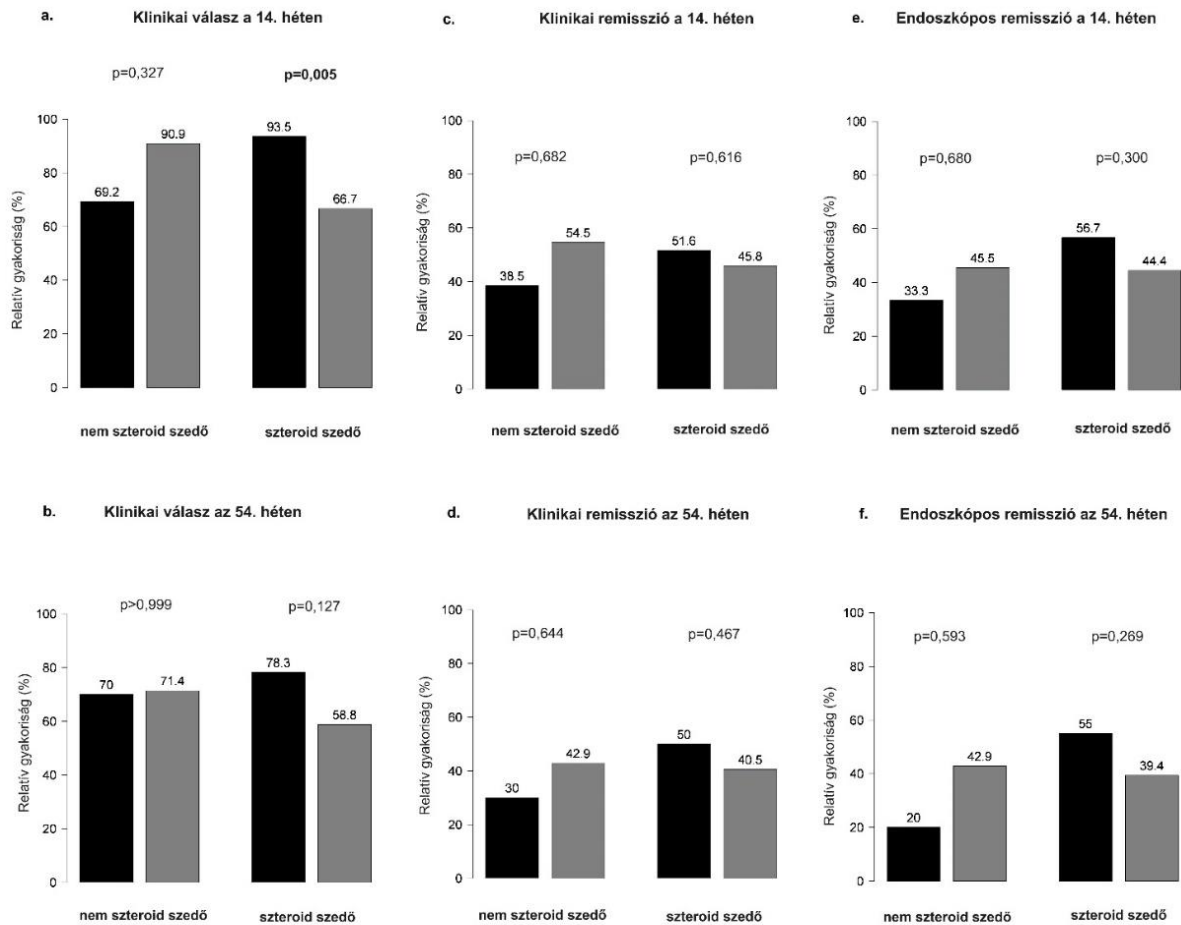 a. Klinikai válasz a 14. héten
p=0,327 p=0,005
Relatív gyakoriság (%)
100
80
60
40
20
0
69.2 90.9 93.5 66.7
nem szteroid szedő szteroid szedő
c. Klinikai remisszió a 14. héten
p=0,682 p=0,616
Relatív gyakoriság (%)
100
80
60
40
20
0
38.5 54.5 51.6 45.8
nem szteroid szedő szteroid szedő
e. Endoszkópos remisszió a 14. héten
p=0,680 p=0,300
Relatív gyakoriság (%)
100
80
60
40
20
0
33.3 45.5 56.7 44.4
nem szteroid szedő szteroid szedő
b. Klinikai válasz az 54. héten
p>0,999 p=0,127
Relatív gyakoriság (%)
100
80
60
40
20
0
70 71.4 78.3 58.8
nem szteroid szedő szteroid szedő
d. Klinikai remisszió az 54. héten
p=0,644 p=0,467
Relatív gyakoriság (%)
100
80
60
40
20
0
30 42.9 50 40.5
nem szteroid szedő szteroid szedő
f. Endoszkópos remisszió az 54. héten
p=0,593 p=0,269
Relatív gyakoriság (%)
100
80
60
40
20
0
20 42.9 55 39.4
nem szteroid szedő szteroid szedő